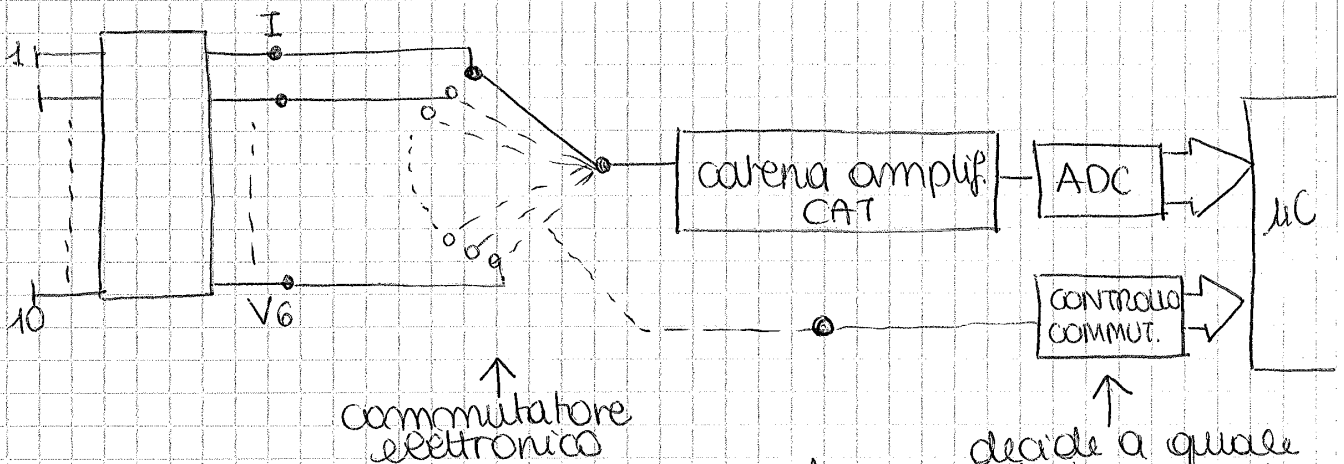 1
I
10
V6
catena amplif.
CAT
ADC
μC
CONTROLLO
COMMUT.
commutatore
elettronico
decide a quale